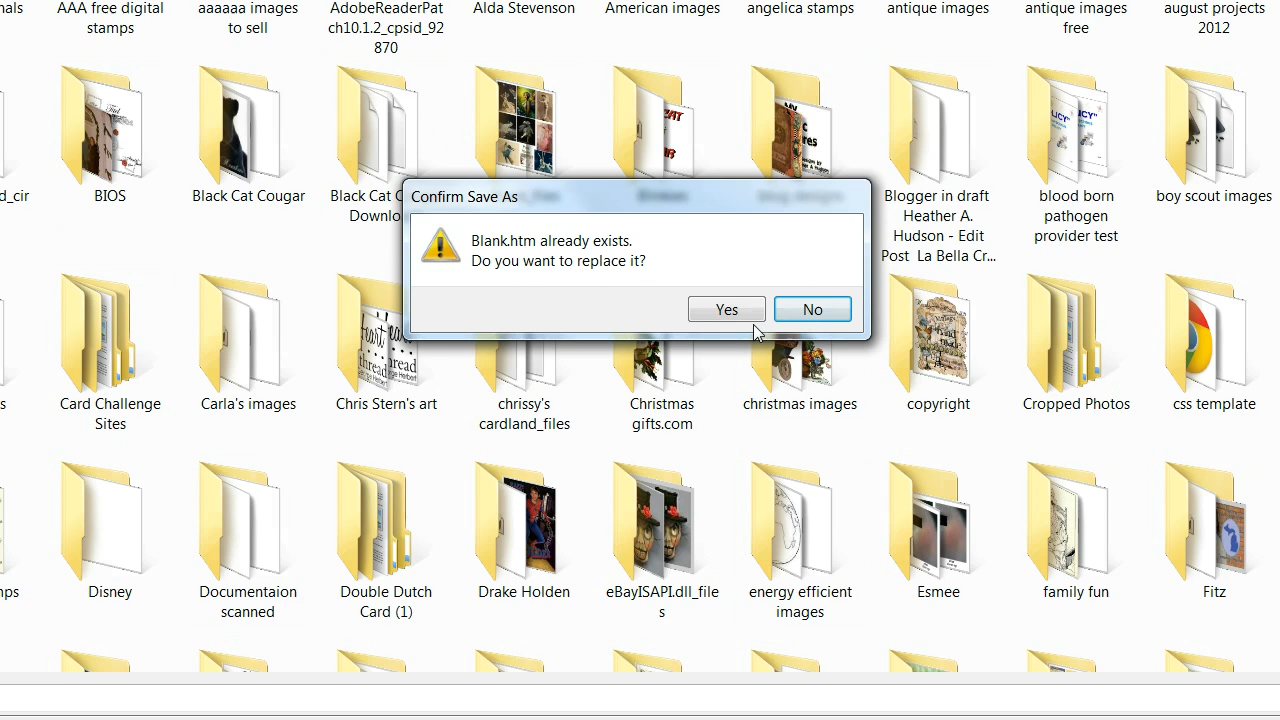 nals
AAA free digital
stamps
aaaaaa images
to sell
AdobeReaderPat
ch10.1.2_cpsid_92
870
Alda Stevenson
American images
angelica stamps
antique images
antique images
free
august projects
2012
d_cir
BIOS
Black Cat Cougar
Black Cat C
Downlo
Blogger in draft
Heather A.
Hudson - Edit
Post La Bella Cr...
blood born
pathogen
provider test
boy scout images
Confirm Save As
Blank.htm already exists.
Do you want to replace it?
Yes
No
s
Card Challenge
Sites
Carla's images
Chris Stern's art
chrissy's
cardland_files
Christmas
gifts.com
christmas images
copyright
Cropped Photos
css template
mps
Disney
Documentaion
scanned
Double Dutch
Card (1)
Drake Holden
eBayISAPI.dll_file
s
energy efficient
images
Esmee
family fun
Fitz